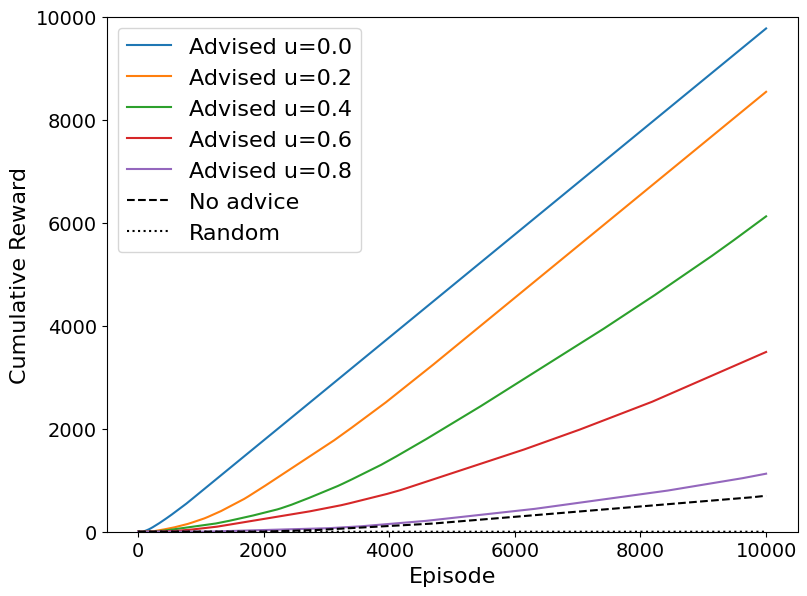 10000
8000
6000
4000
2000
0
Cumulative Reward
Advised u=0.0
Advised u=0.2
Advised u=0.4
Advised u=0.6
Advised u=0.8
No advice
Random
0 2000 4000 6000 8000 10000
Episode